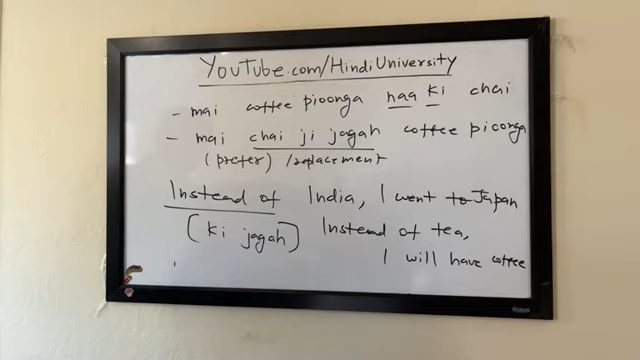 YouTube.com/HindiUniversity
- mai coffee pioonga naa ki chai
- mai chai ji jagah coffee pioonga
(prefer) /replacement
Instead of India, I went to Japan
(ki jagah) Instead of tea,
I will have coffee